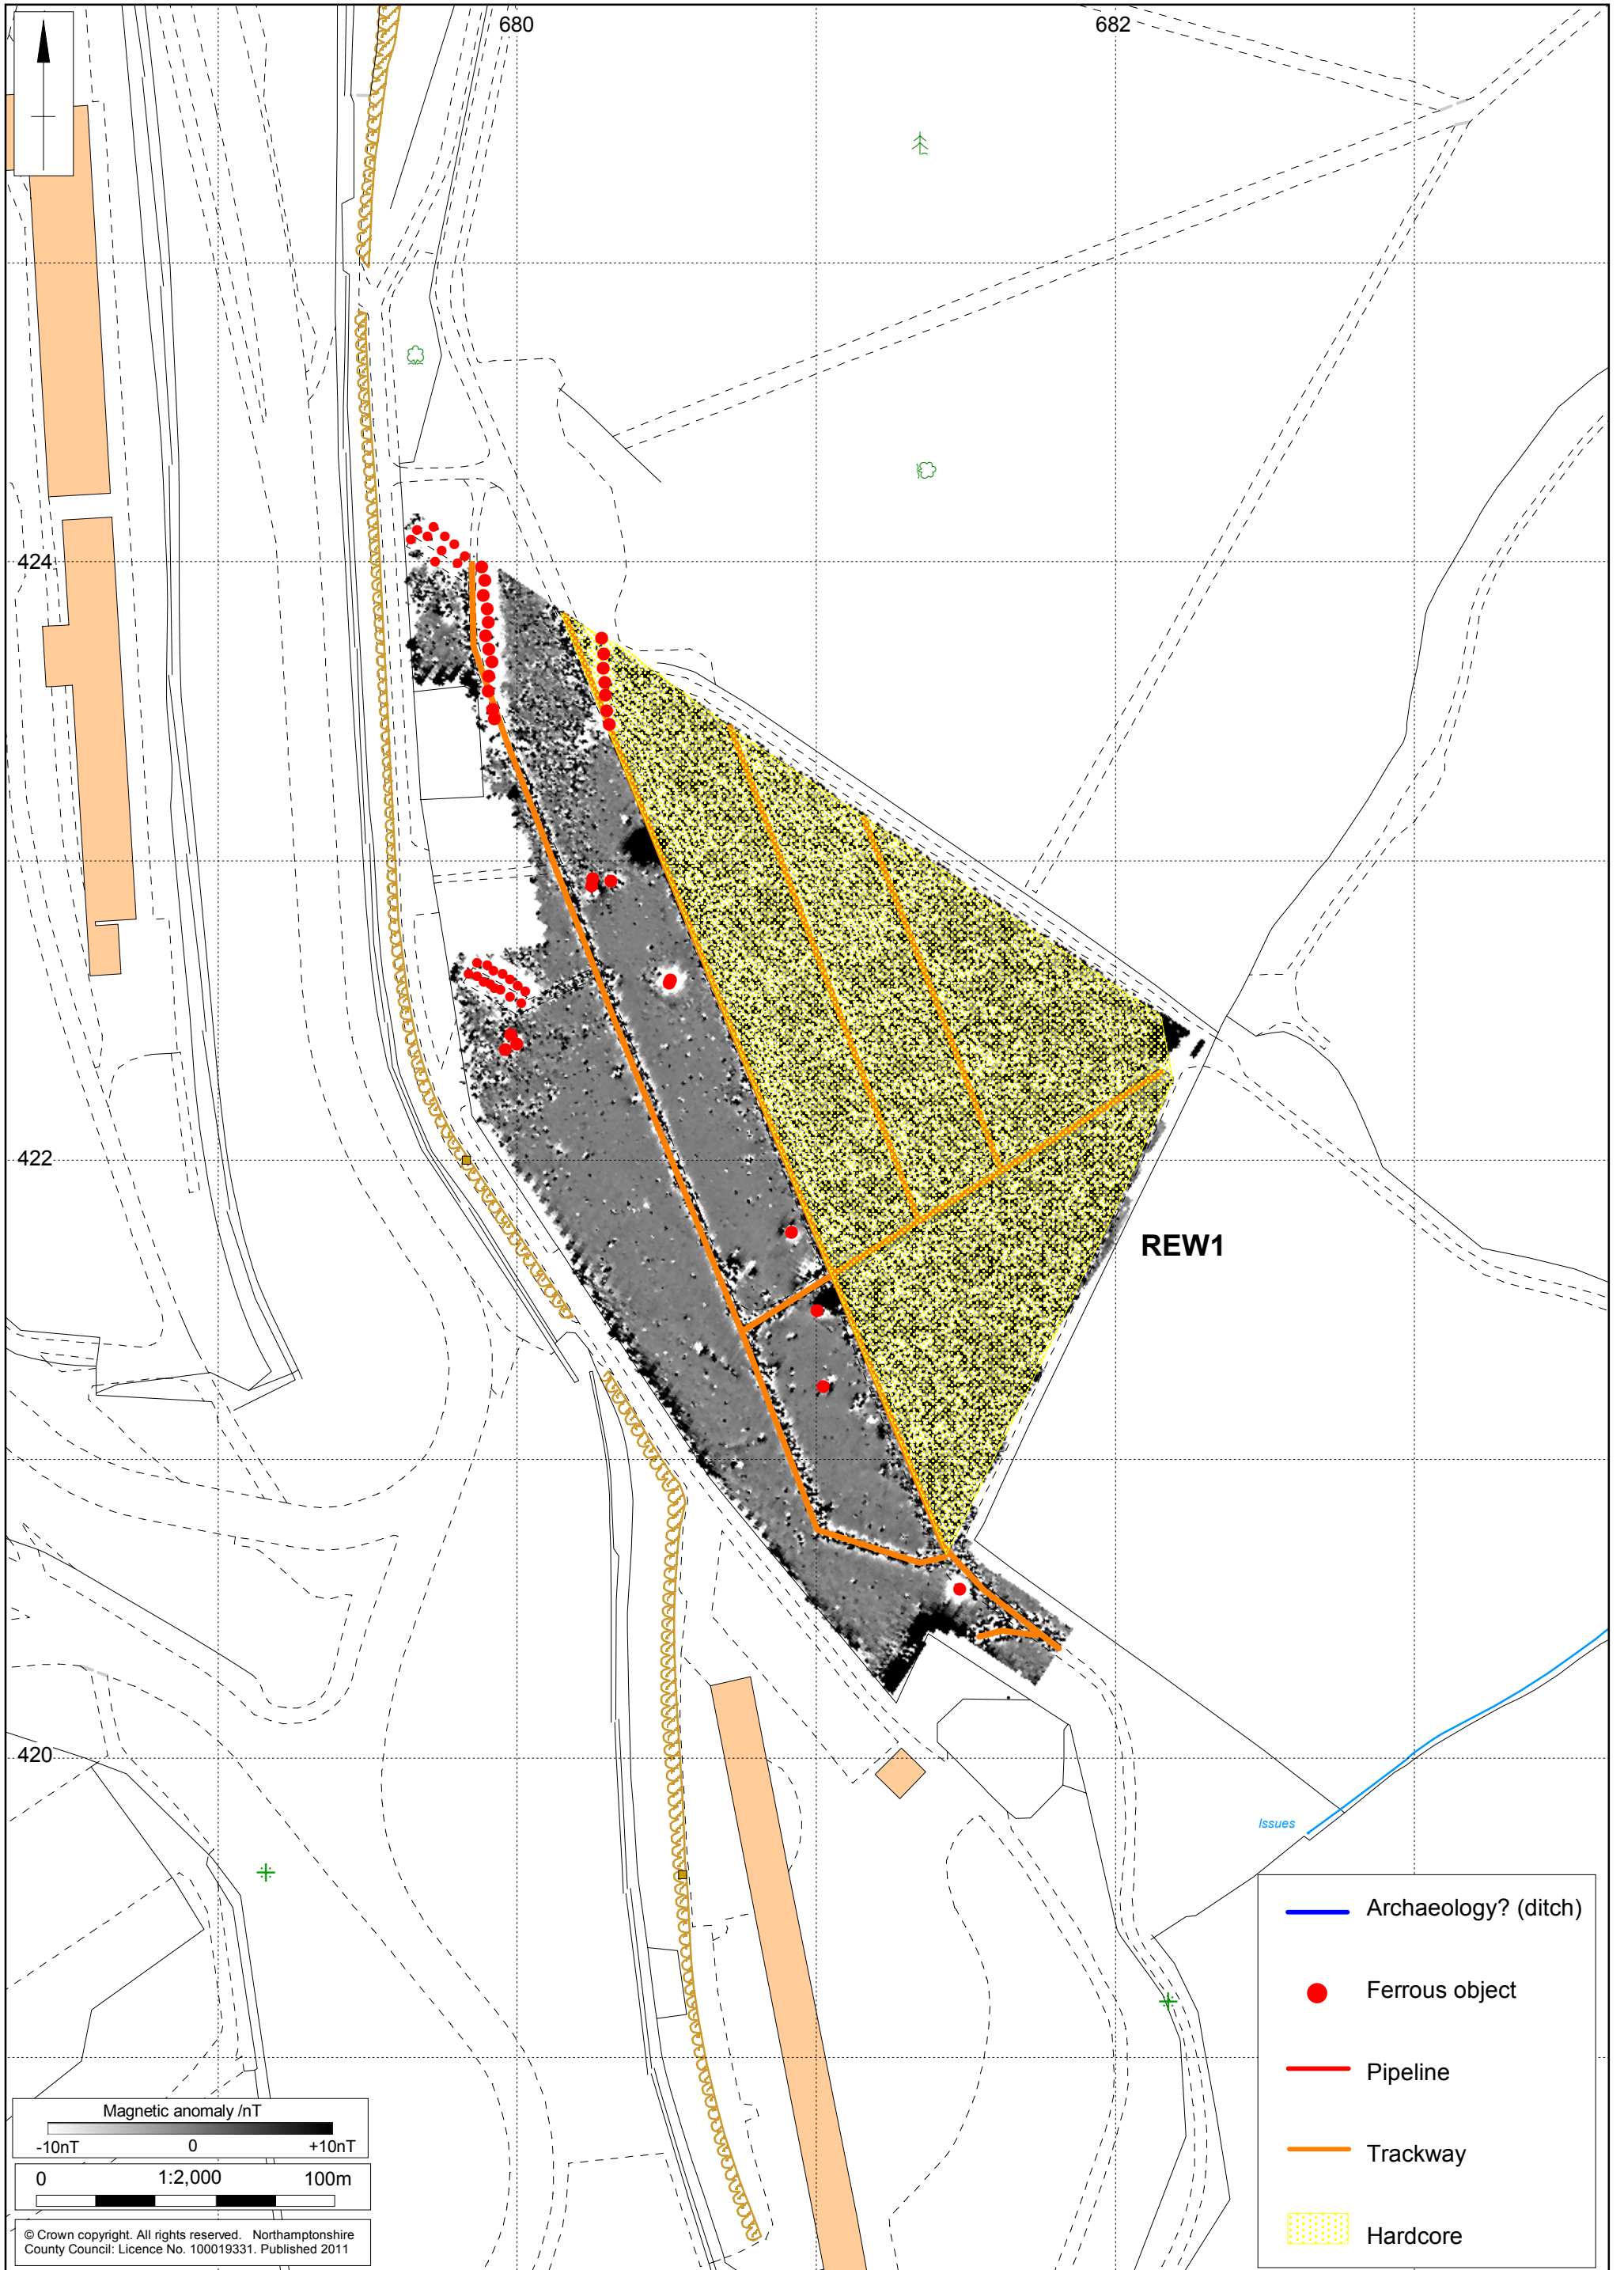 680
682
424
422
REW1
420
Issues
Archaeology? (ditch)
Ferrous object
Pipeline
Trackway
Hardcore
Magnetic anomaly /nT
-10nT 0 +10nT
0 1:2,000 100m
© Crown copyright. All rights reserved. Northamptonshire
County Council: Licence No. 100019331. Published 2011